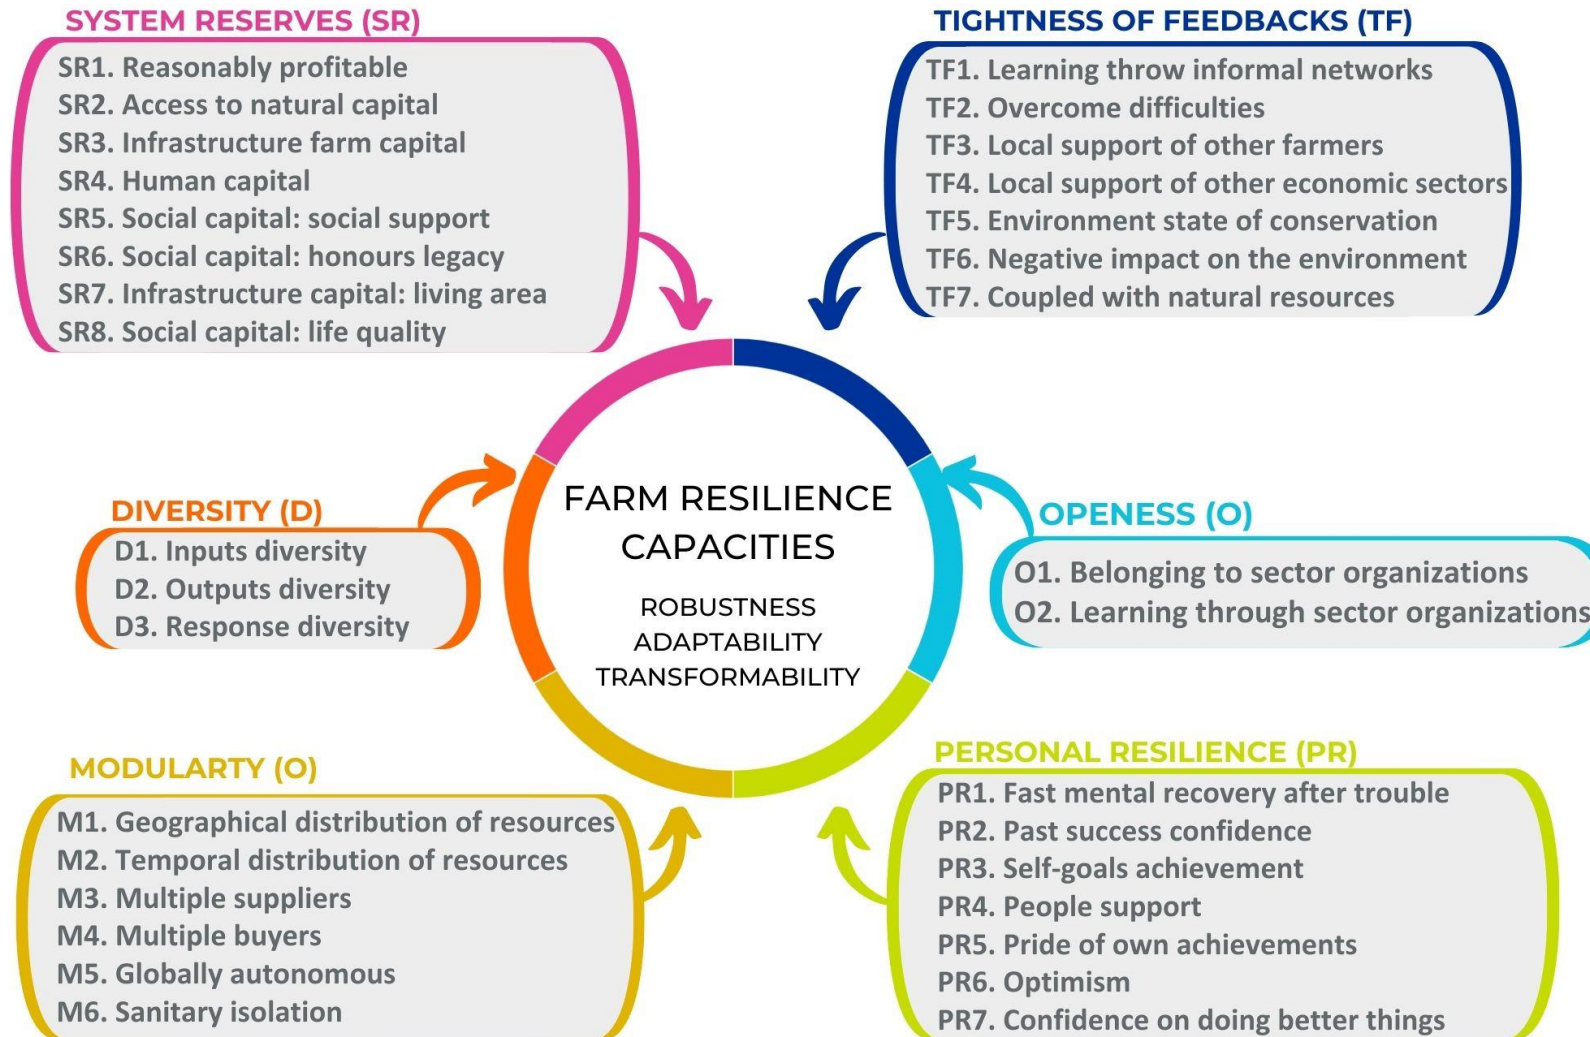 SYSTEM RESERVES (SR)
SR1. Reasonably profitable
SR2. Access to natural capital
SR3. Infrastructure farm capital
SR4. Human capital
SR5. Social capital: social support
SR6. Social capital: honours legacy
SR7. Infrastructure capital: living area
SR8. Social capital: life quality
TIGHTNESS OF FEEDBACKS (TF)
TF1. Learning throw informal networks
TF2. Overcome difficulties
TF3. Local support of other farmers
TF4. Local support of other economic sectors
TF5. Environment state of conservation
TF6. Negative impact on the environment
TF7. Coupled with natural resources
DIVERSITY (D)
D1. Inputs diversity
D2. Outputs diversity
D3. Response diversity
FARM RESILIENCE
CAPACITIES
ROBUSTNESS
ADAPTABILITY
TRANSFORMABILITY
OPENESS (O)
O1. Belonging to sector organizations
O2. Learning through sector organizations
MODULARTY (O)
M1. Geographical distribution of resources
M2. Temporal distribution of resources
M3. Multiple suppliers
M4. Multiple buyers
M5. Globally autonomous
M6. Sanitary isolation
PERSONAL RESILIENCE (PR)
PR1. Fast mental recovery after trouble
PR2. Past success confidence
PR3. Self-goals achievement
PR4. People support
PR5. Pride of own achievements
PR6. Optimism
PR7. Confidence on doing better things